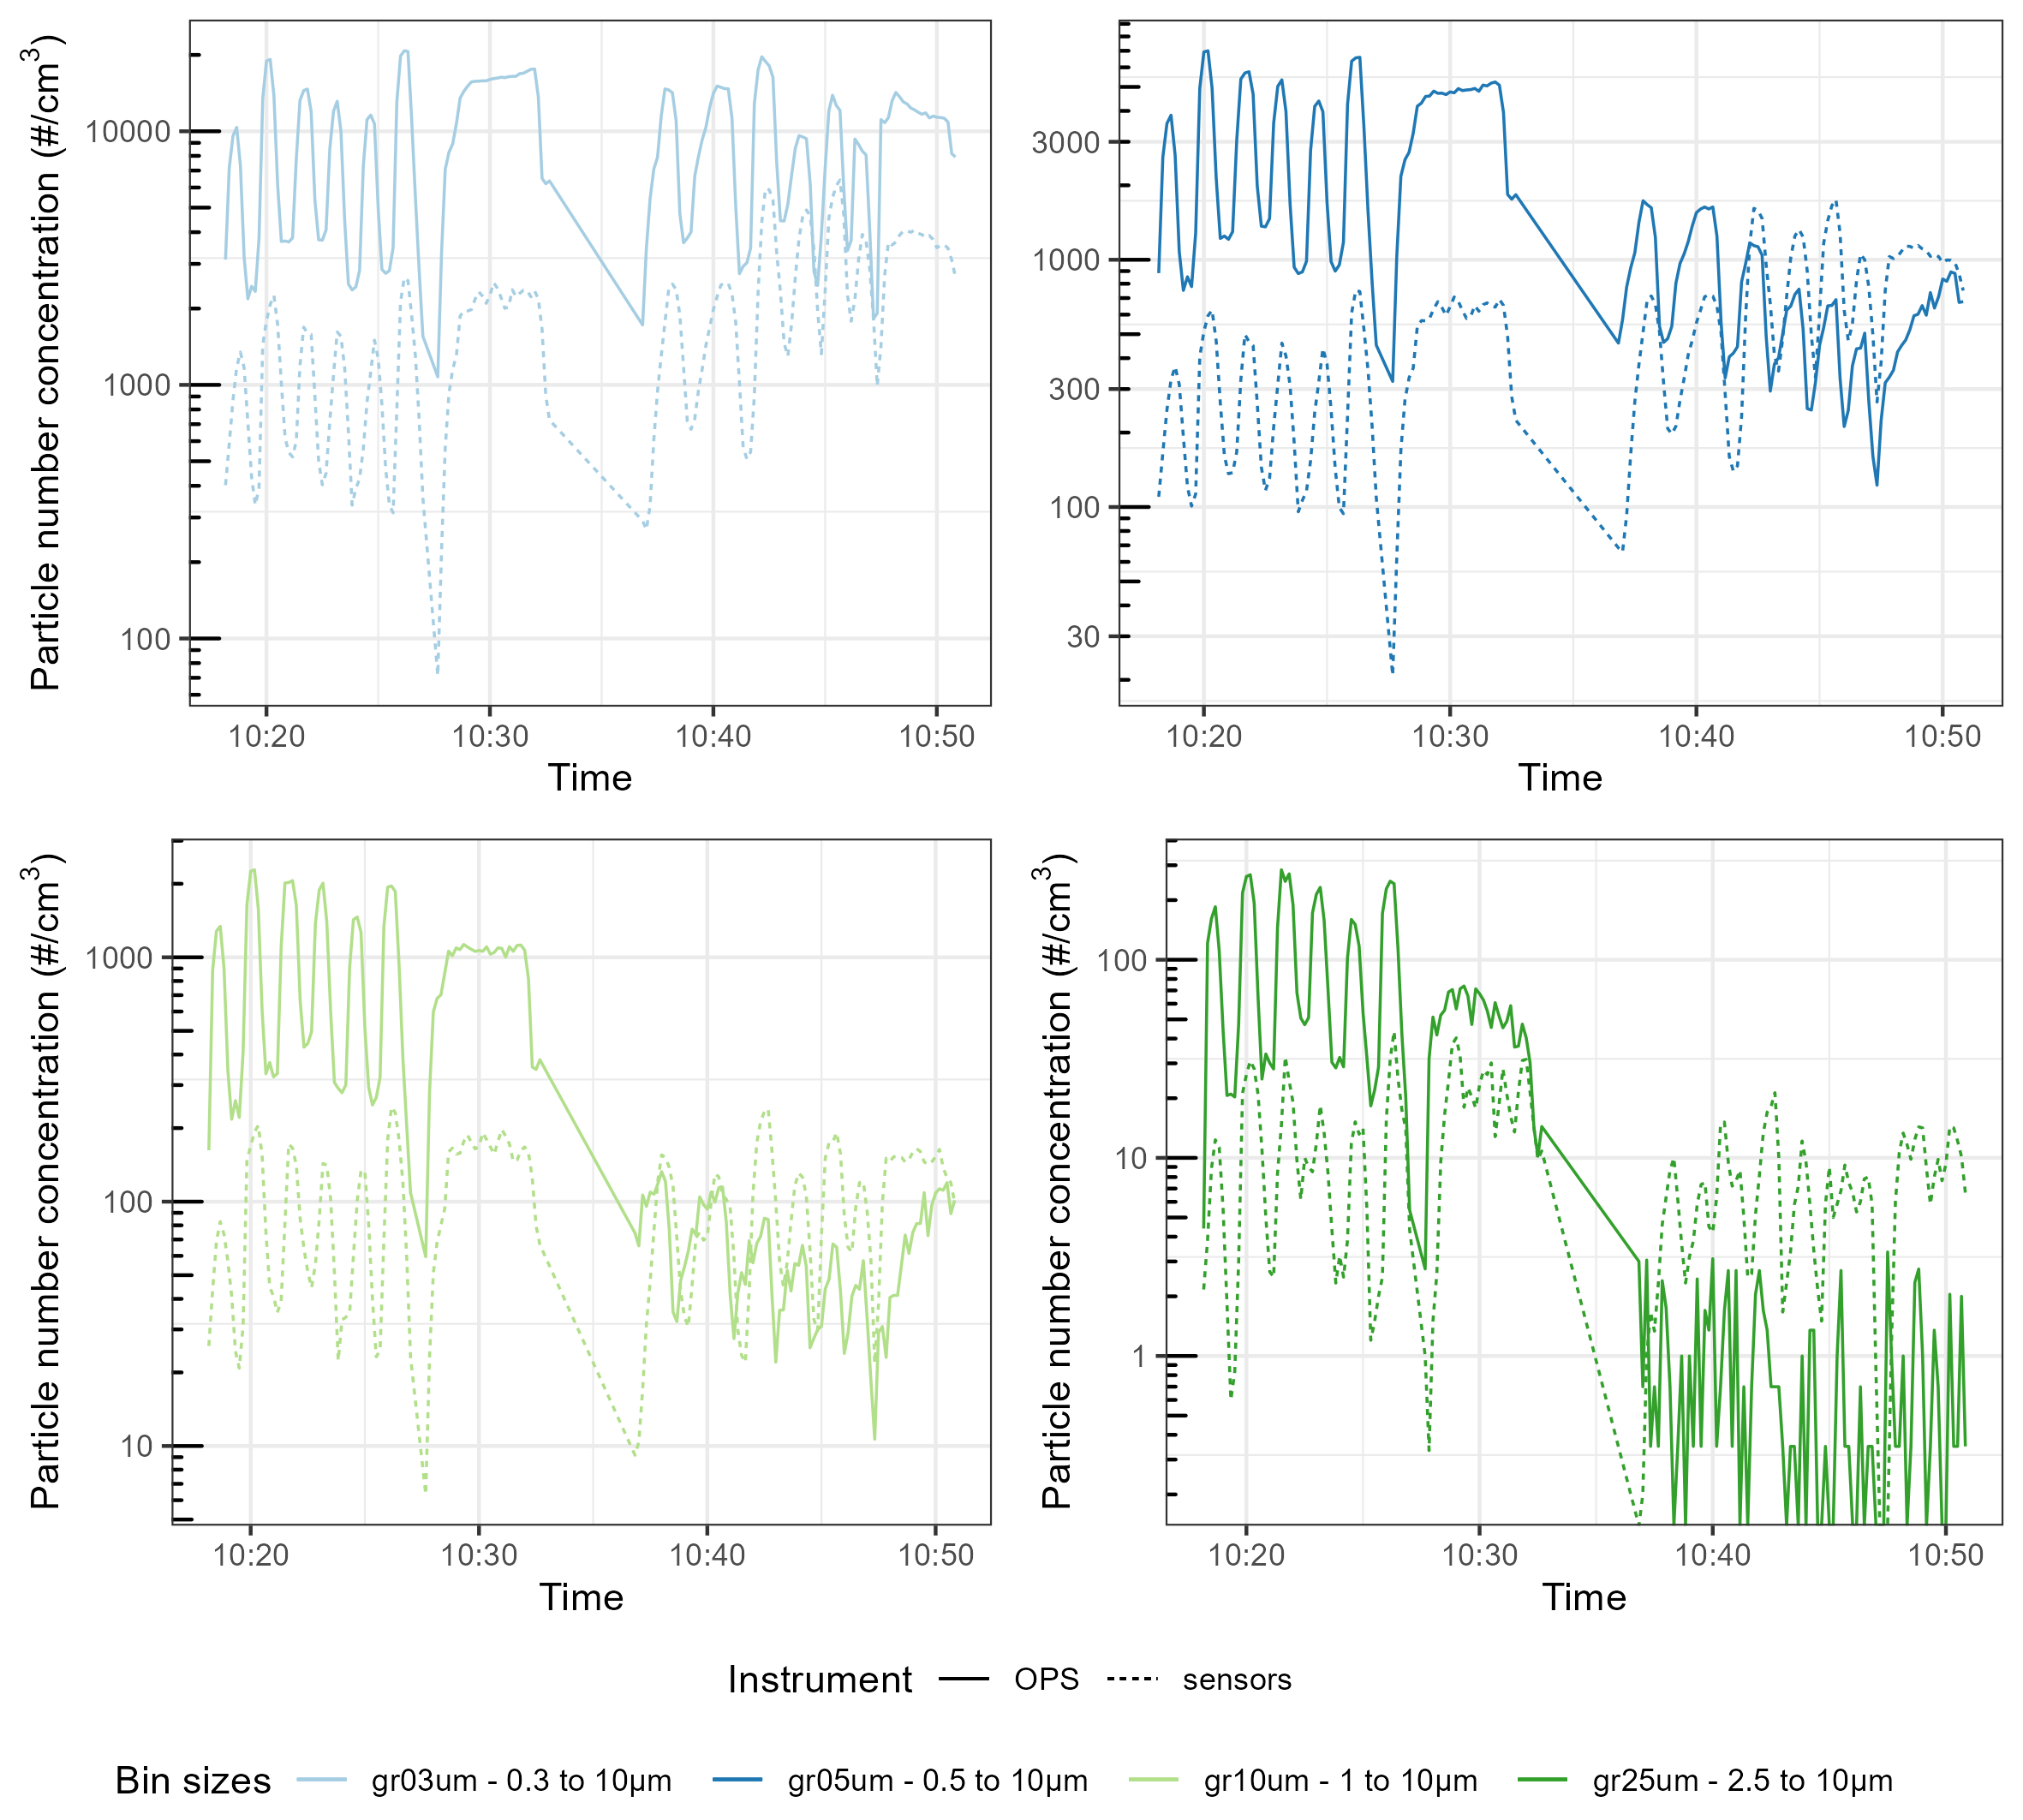 Particle number concentration (#/cm³)
10000
1000
100
10:20 10:30 10:40 10:50
Time
3000
1000
300
100
30
10:20 10:30 10:40 10:50
Time
Particle number concentration (#/cm³)
1000
100
10
10:20 10:30 10:40 10:50
Time
Particle number concentration (#/cm³)
100
10
1
10:20 10:30 10:40 10:50
Time
Instrument OPS sensors
Bin sizes gr03um - 0.3 to 10µm gr05um - 0.5 to 10µm gr10um - 1 to 10µm gr25um - 2.5 to 10µm